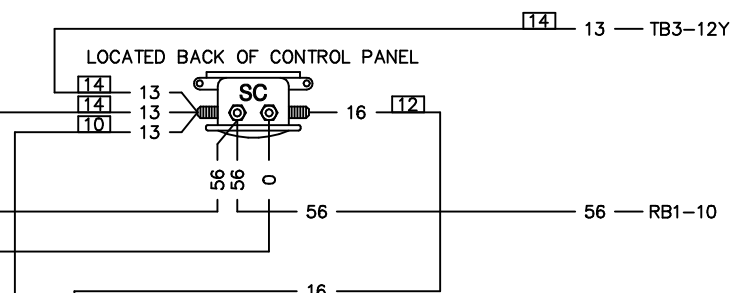 14 13 TB3-12Y
LOCATED BACK OF CONTROL PANEL
14 13
SC
14 13 16 12
10 13
56 56 0
56 56 RB1-10
16